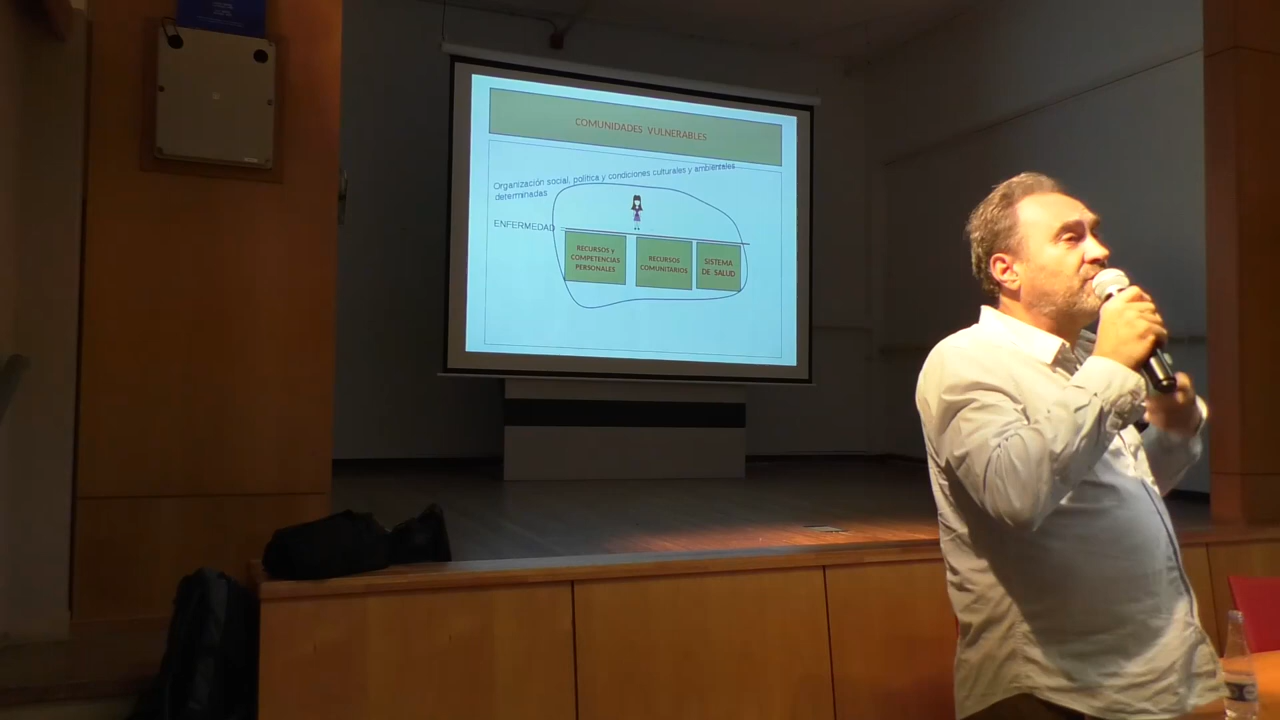 COMUNIDADES VULNERABLES
Organización social, política y condiciones culturales y ambientales
determinadas
ENFERMEDAD
RECURSOS y
COMPETENCIAS
PERSONALES
RECURSOS
COMUNITARIOS
SISTEMA
DE SALUD